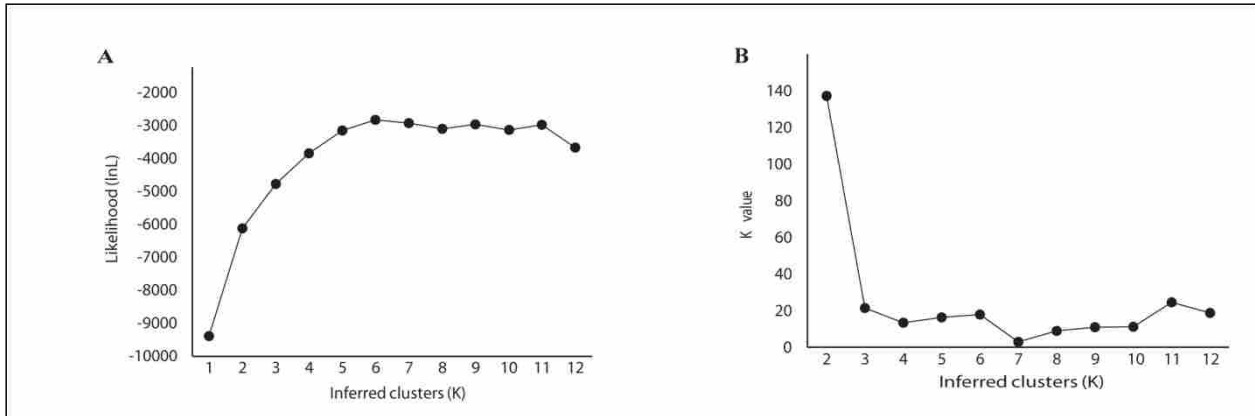 A
Likelihood (lnL)
-2000
-3000
-4000
-5000
-6000
-7000
-8000
-9000
-10000
1 2 3 4 5 6 7 8 9 10 11 12
Inferred clusters (K)
B
K value
140
120
100
80
60
40
20
0
2 3 4 5 6 7 8 9 10 11 12
Inferred clusters (K)